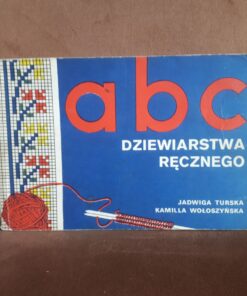 abc
DZIEWIARSTWA
RĘCZNEGO
JADWIGA TURSKA
KAMILLA WOŁOSZYŃSKA